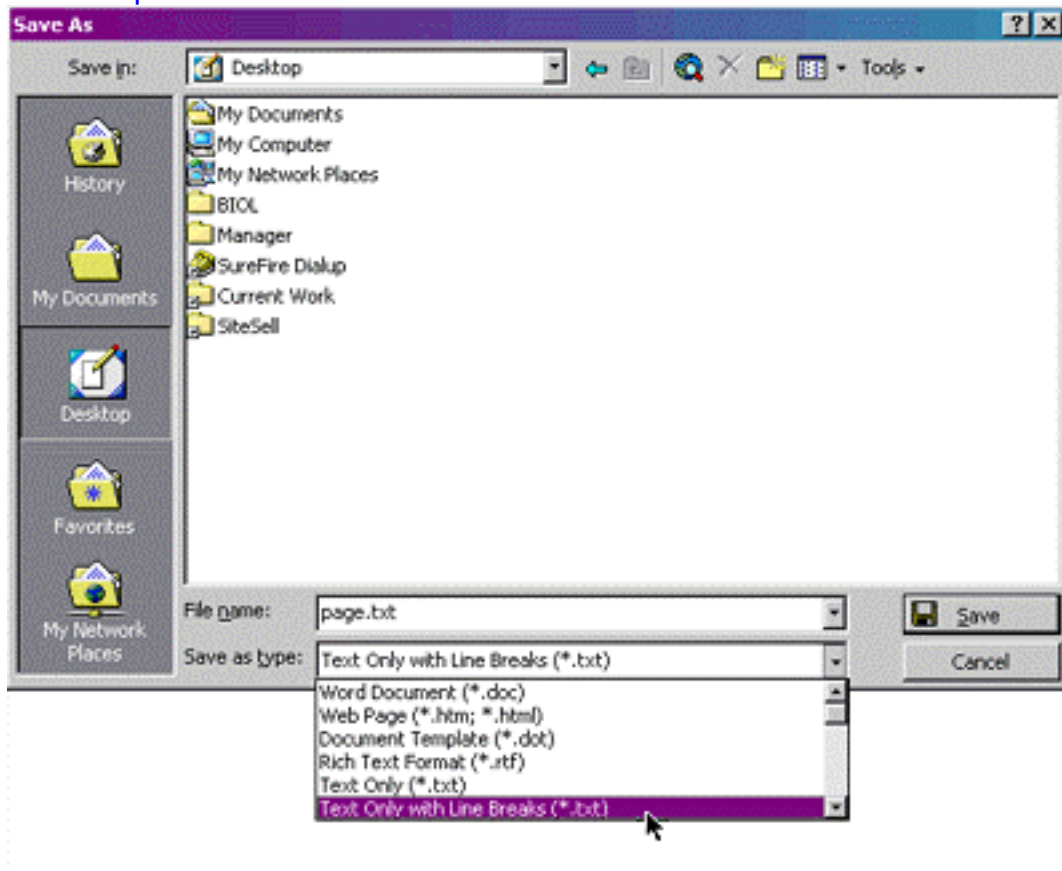 Save As
Save in:
Desktop
Tools
History
My Documents
Desktop
Favorites
My Network
Places
My Documents
My Computer
My Network Places
BIOL
Manager
SureFire Dialup
Current Work
SiteSell
File name:
page.txt
Save
Save as type:
Text Only with Line Breaks (*.txt)
Cancel
Word Document (*.doc)
Web Page (*.htm; *.html)
Document Template (*.dot)
Rich Text Format (*.rtf)
Text Only (*.txt)
Text Only with Line Breaks (*.txt)